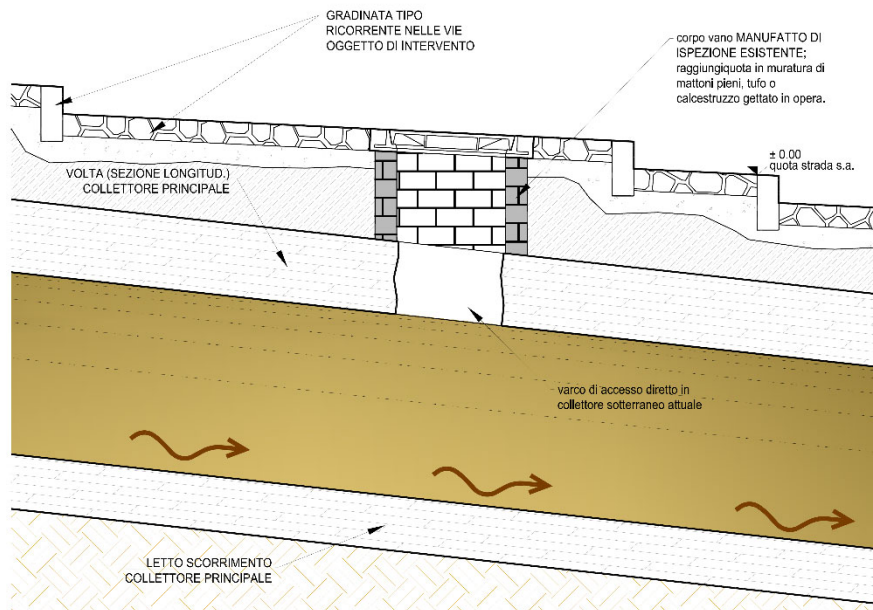 GRADINATA TIPO
RICORRENTE NELLE VIE
OGGETTO DI INTERVENTO
corpo vano MANUFATTO DI
ISPEZIONE ESISTENTE;
raggiungiquota in muratura di
mattoni pieni, tufo o
calcestruzzo gettato in opera.
± 0.00
quota strada s.a.
VOLTA (SEZIONE LONGITUD.)
COLLETTORE PRINCIPALE
varco di accesso diretto in
collettore sotterraneo attuale
LETTO SCORRIMENTO
COLLETTORE PRINCIPALE